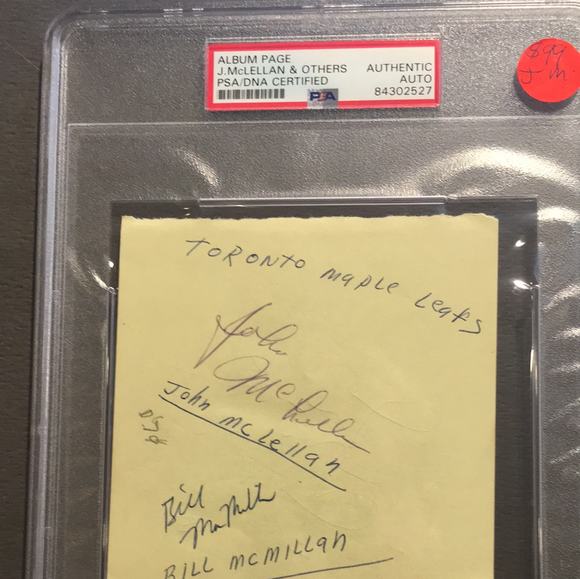 ALBUM PAGE
J.McLELLAN & OTHERS
PSA/DNA CERTIFIED
AUTHENTIC
AUTO
84302527
PSA
J M
TORONTO maple Leafs
John
McLellan
John McLellan
Bill
McMillan
BILL McMILLAN